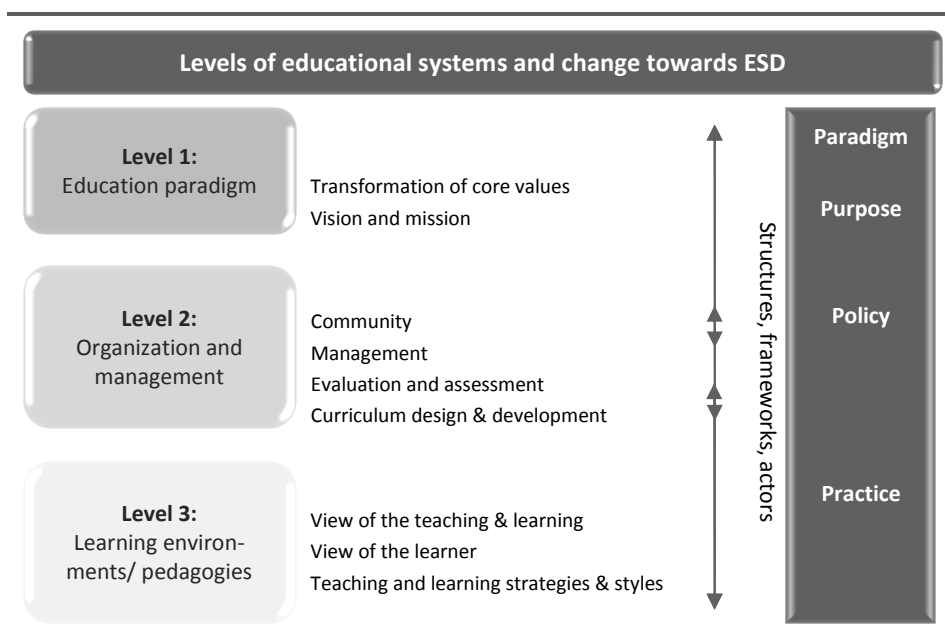 Levels of educational systems and change towards ESD
Level 1:
Education paradigm
Transformation of core values
Vision and mission
Level 2:
Organization and
management
Community
Management
Evaluation and assessment
Curriculum design & development
Level 3:
Learning environ-
ments/ pedagogies
View of the teaching & learning
View of the learner
Teaching and learning strategies & styles
Structures, frameworks, actors
Paradigm
Purpose
Policy
Practice